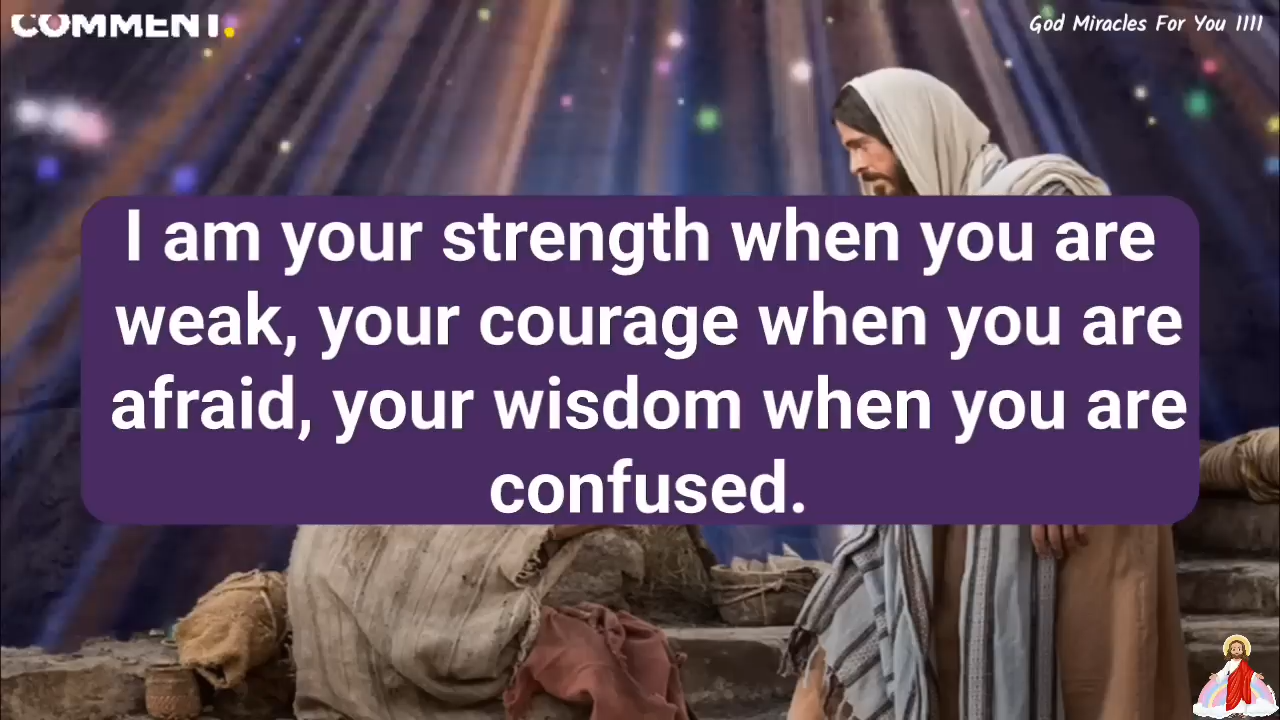 COMMENT.
God Miracles For You 1111
I am your strength when you are
weak, your courage when you are
afraid, your wisdom when you are
confused.